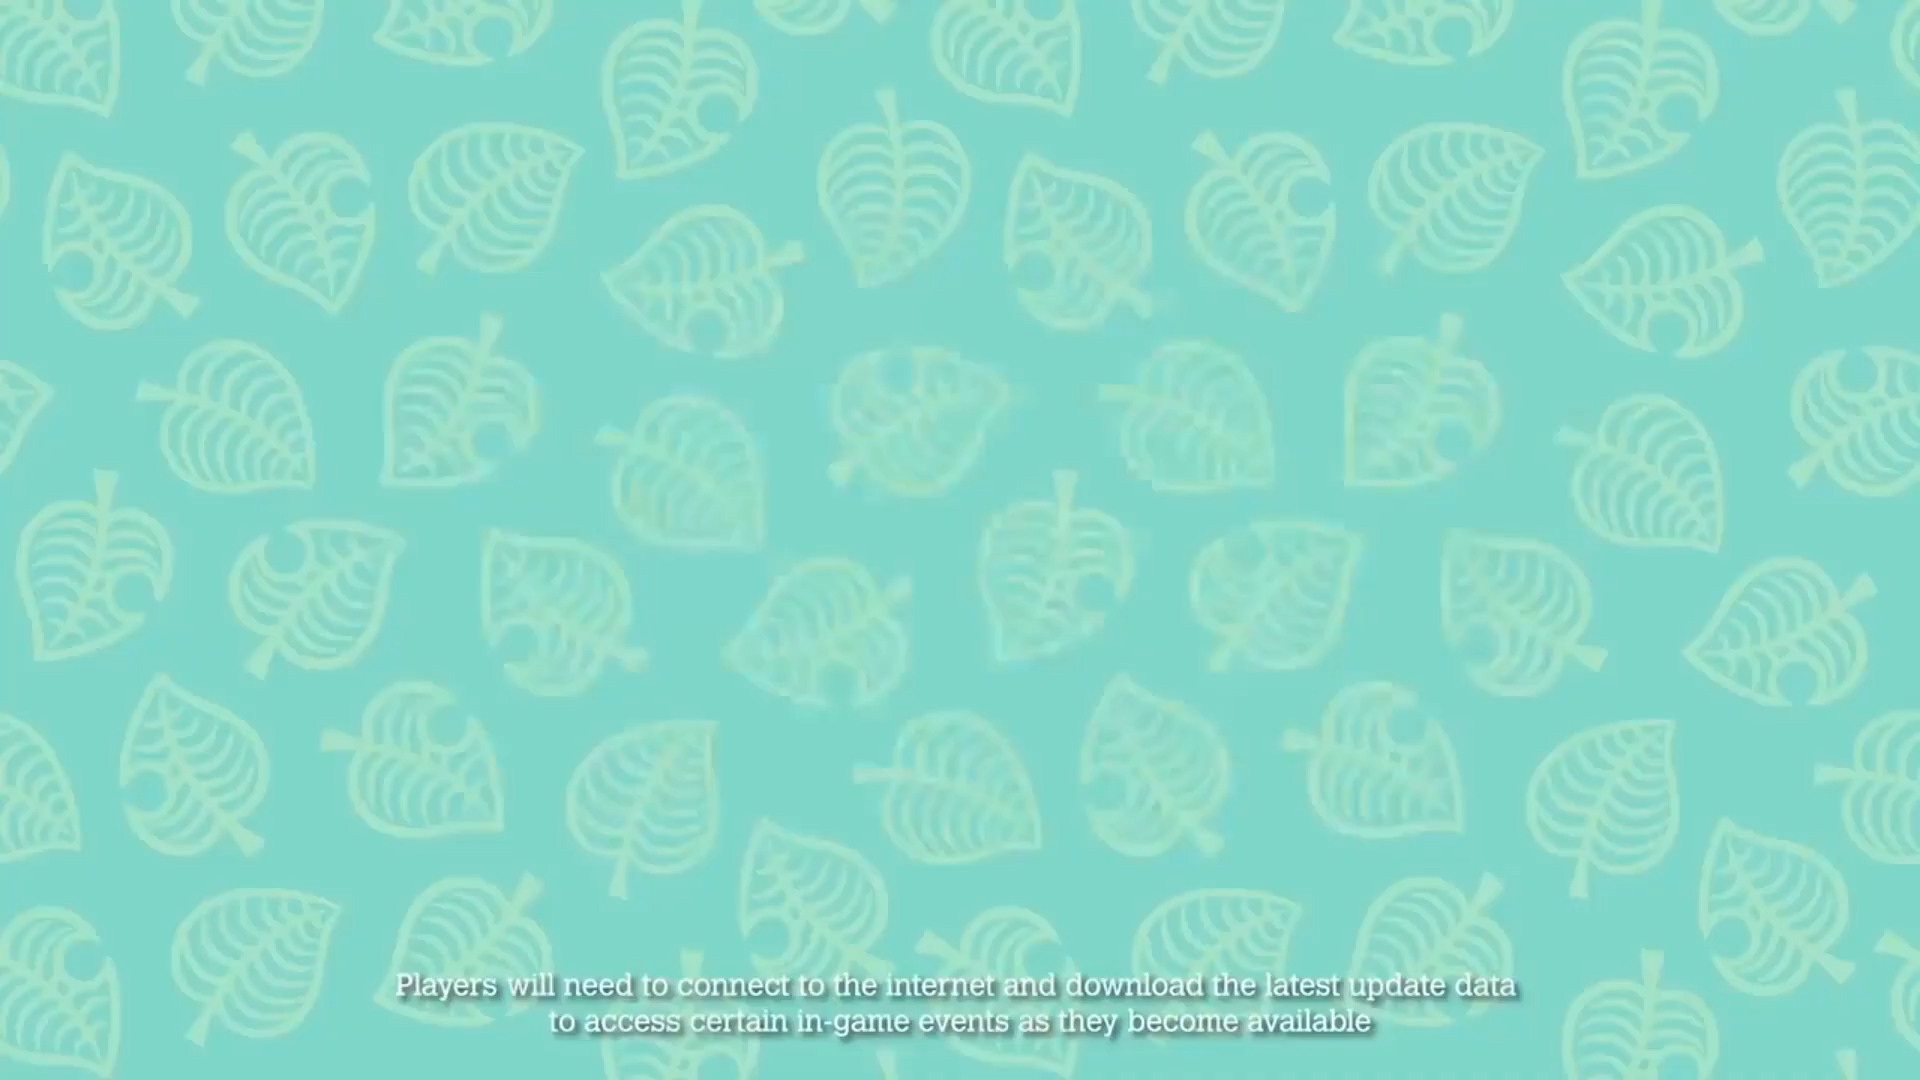 Players will need to connect to the internet and download the latest update data
to access certain in-game events as they become available